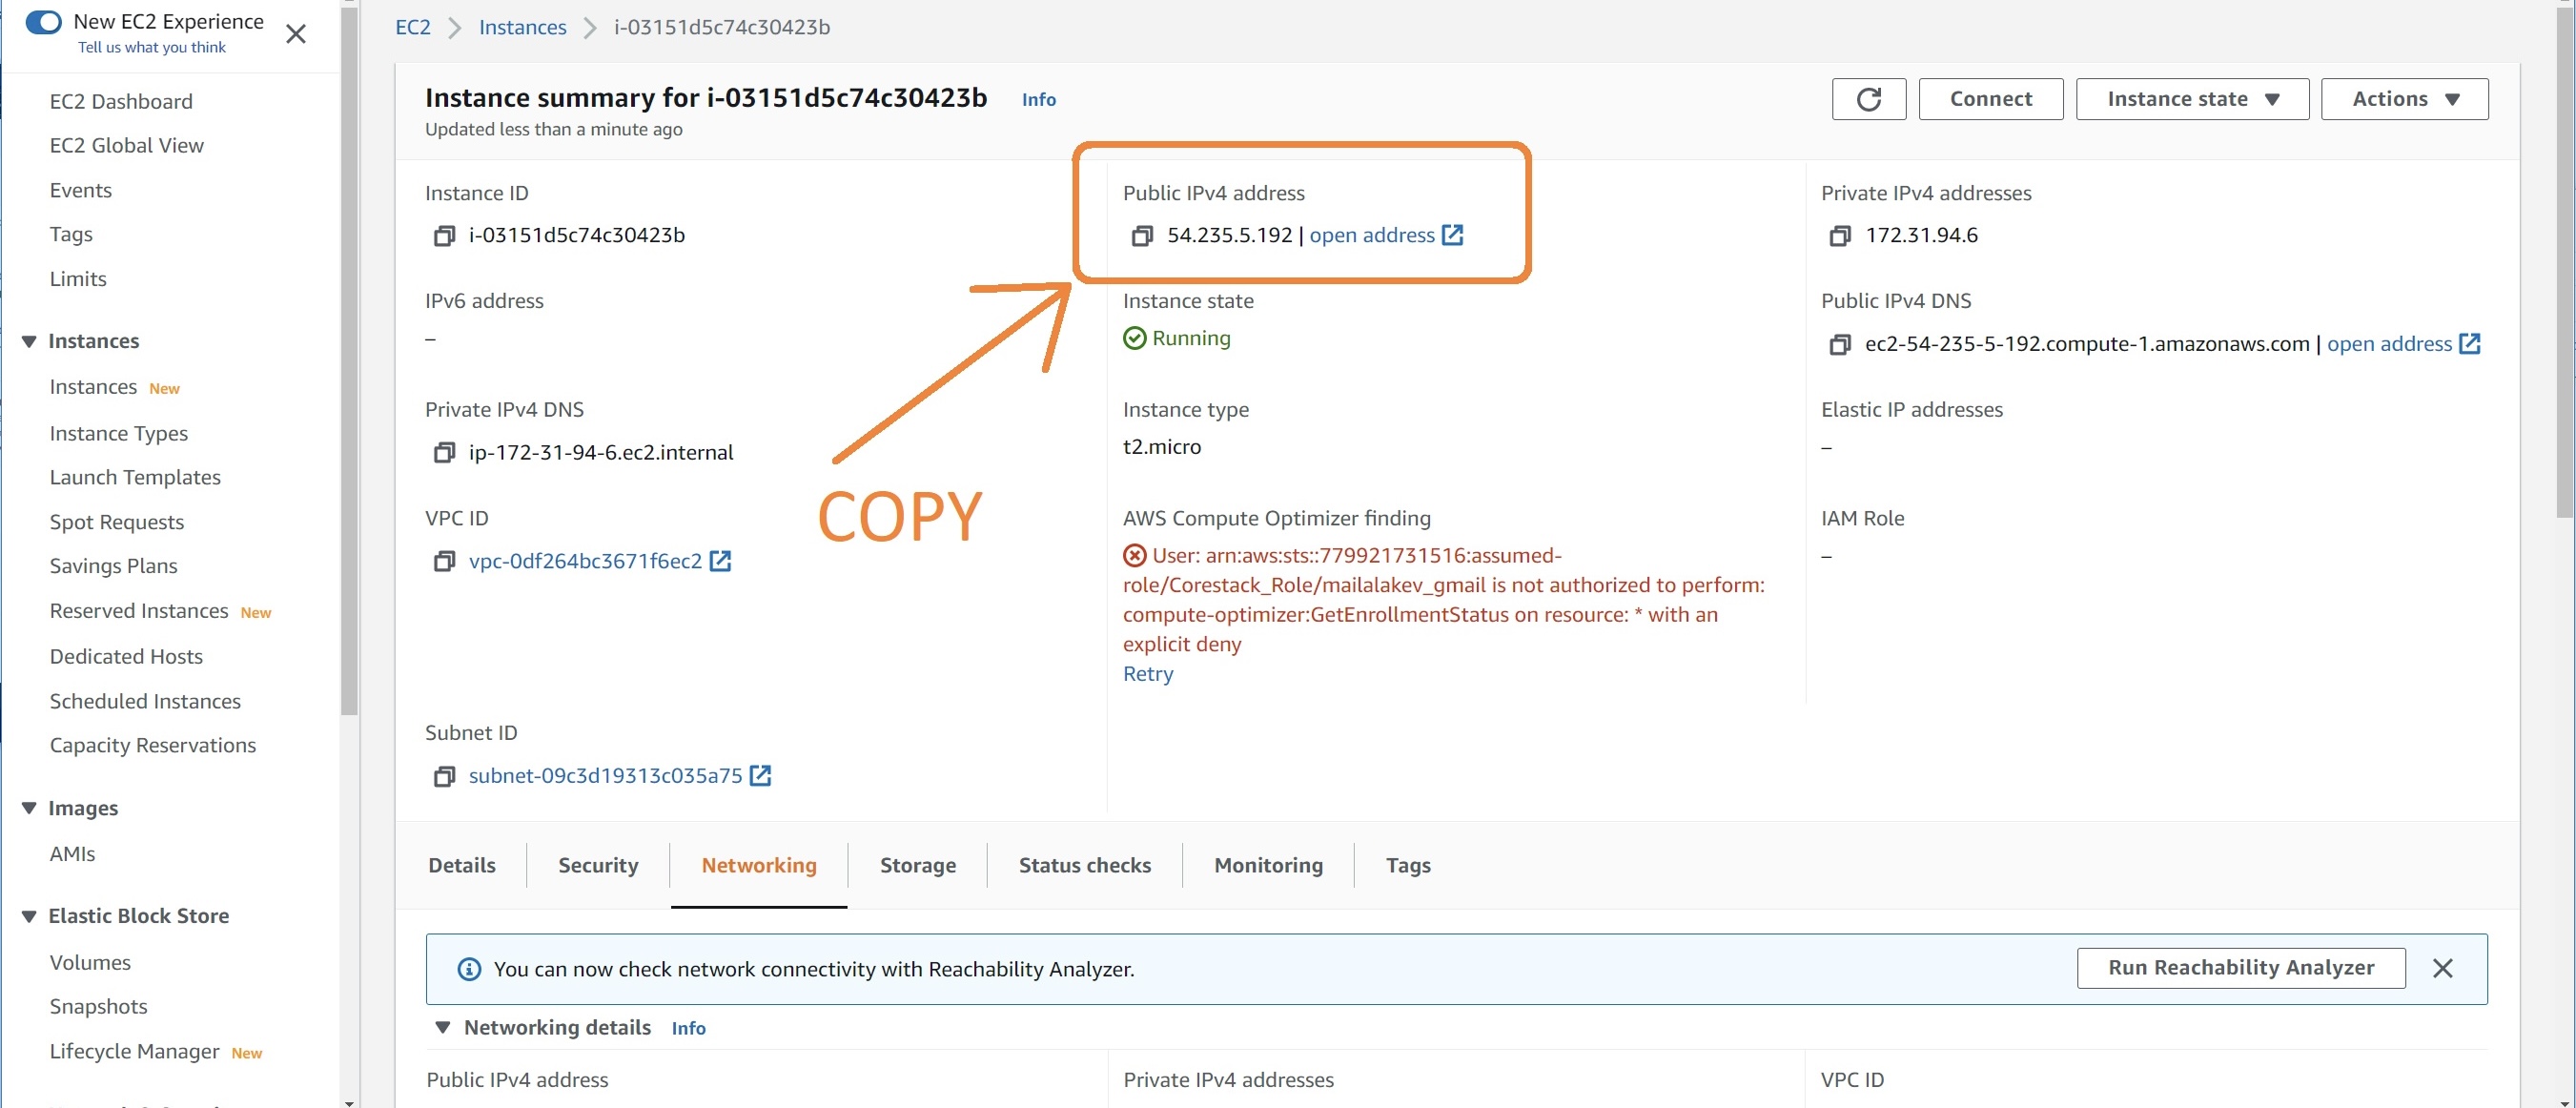 New EC2 Experience
Tell us what you think
EC2 Dashboard
EC2 Global View
Events
Tags
Limits
Instances
Instances New
Instance Types
Launch Templates
Spot Requests
Savings Plans
Reserved Instances New
Dedicated Hosts
Scheduled Instances
Capacity Reservations
Images
AMIs
Elastic Block Store
Volumes
Snapshots
Lifecycle Manager New
EC2 Instances i-03151d5c74c30423b
Instance summary for i-03151d5c74c30423b Info
Updated less than a minute ago
Connect
Instance state
Actions
Instance ID
i-03151d5c74c30423b
Public IPv4 address
54.235.5.192 | open address
Private IPv4 addresses
172.31.94.6
IPv6 address
–
Instance state
Running
Public IPv4 DNS
ec2-54-235-5-192.compute-1.amazonaws.com | open address
Private IPv4 DNS
ip-172-31-94-6.ec2.internal
Instance type
t2.micro
Elastic IP addresses
–
COPY
VPC ID
vpc-0df264bc3671f6ec2
AWS Compute Optimizer finding
User: arn:aws:sts::779921731516:assumed-
role/Corestack_Role/mailalakev_gmail is not authorized to perform:
compute-optimizer:GetEnrollmentStatus on resource: * with an
explicit deny
Retry
IAM Role
–
Subnet ID
subnet-09c3d19313c035a75
Details
Security
Networking
Storage
Status checks
Monitoring
Tags
You can now check network connectivity with Reachability Analyzer.
Run Reachability Analyzer
Networking details Info
Public IPv4 address
Private IPv4 addresses
VPC ID